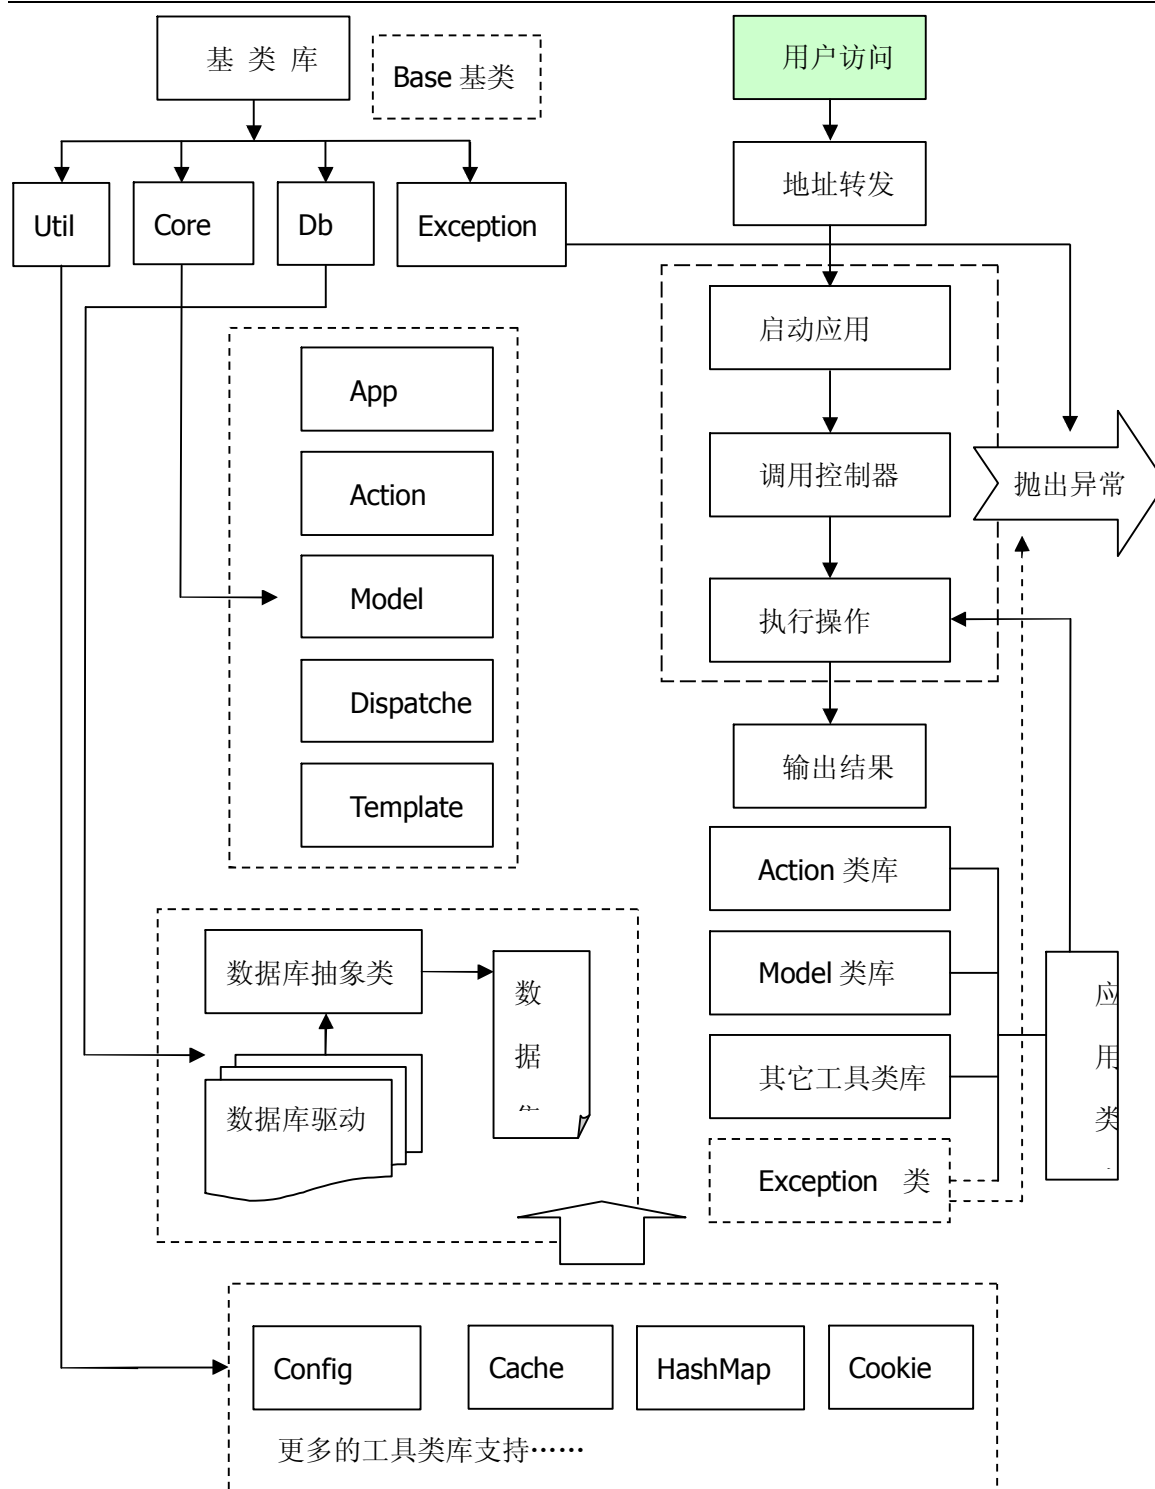 基 类 库
Base 基类
用户访问
地址转发
Util
Core
Db
Exception
启动应用
App
调用控制器
抛出异常
Action
Model
执行操作
Dispatche
输出结果
Template
Action 类库
数据库抽象类
数
据
Model 类库
应
用
类
其它工具类库
数据库驱动
Exception 类
Config
Cache
HashMap
Cookie
更多的工具类库支持……